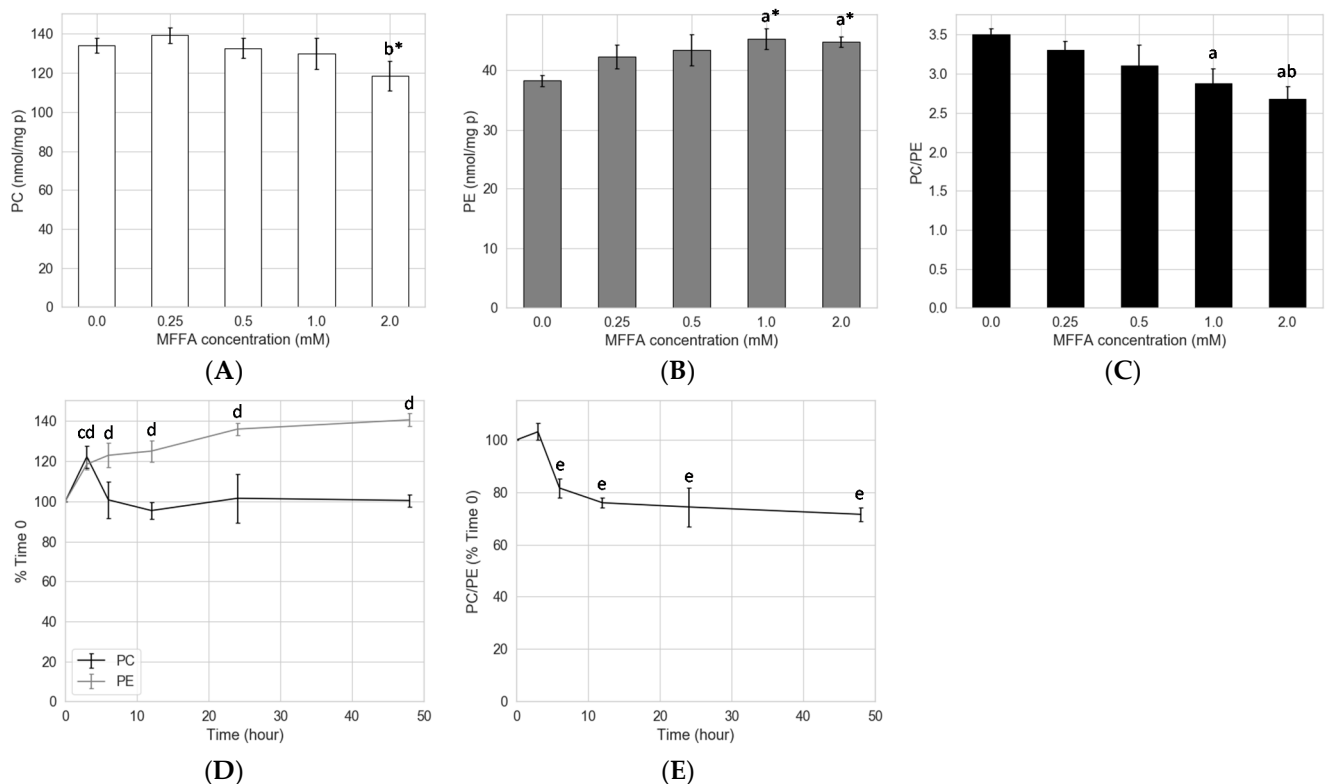 PC (nmol/mg p)
140
120
100
80
60
40
20
0
b*
0.0 0.25 0.5 1.0 2.0
MFFA concentration (mM)
(A)
PE (nmol/mg p)
40
30
20
10
0
a* a*
0.0 0.25 0.5 1.0 2.0
MFFA concentration (mM)
(B)
PC/PE
3.5
3.0
2.5
2.0
1.5
1.0
0.5
0.0
a ab
0.0 0.25 0.5 1.0 2.0
MFFA concentration (mM)
(C)
% Time 0
140
120
100
80
60
40
20
0
cd d d d d
PC
PE
0 10 20 30 40 50
Time (hour)
(D)
PC/PE (% Time 0)
100
80
60
40
20
0
e e e e
0 10 20 30 40 50
Time (hour)
(E)